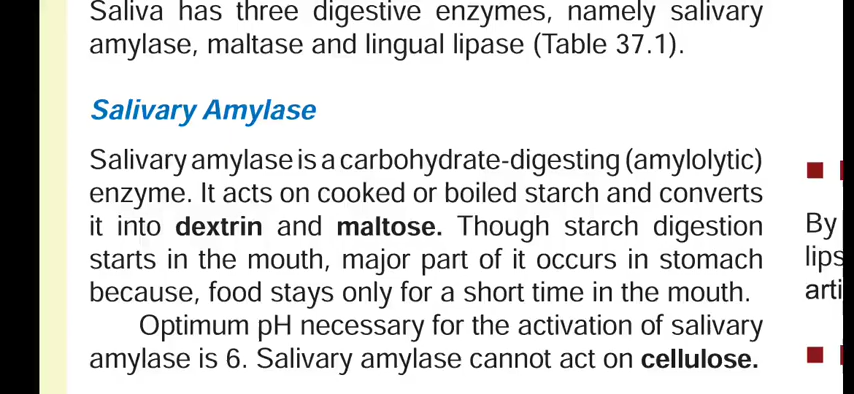 Saliva has three digestive enzymes, namely salivary
amylase, maltase and lingual lipase (Table 37.1).
Salivary Amylase
Salivary amylase is a carbohydrate-digesting (amylolytic)
enzyme. It acts on cooked or boiled starch and converts
it into dextrin and maltose. Though starch digestion
starts in the mouth, major part of it occurs in stomach
because, food stays only for a short time in the mouth.
Optimum pH necessary for the activation of salivary
amylase is 6. Salivary amylase cannot act on cellulose.
By
lips
arti